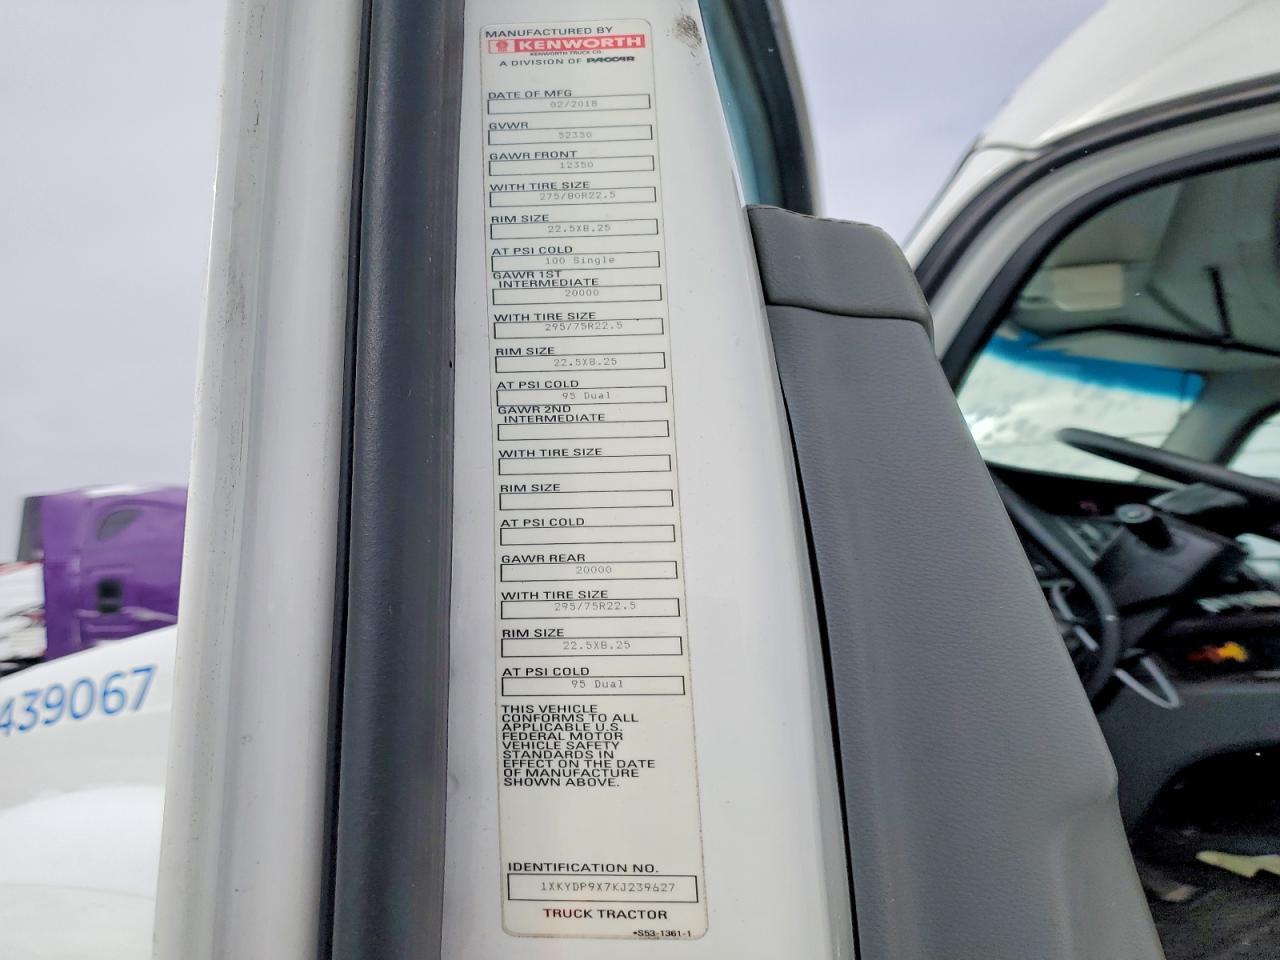 MANUFACTURED BY
KENWORTH
KENWORTH TRUCK CO.
A DIVISION OF PACCAR
DATE OF MFG
02/2018
GVWR
52350
GAWR FRONT
12350
WITH TIRE SIZE
275/80R22.5
RIM SIZE
22.5X8.25
AT PSI COLD
100 Single
GAWR 1ST
INTERMEDIATE
20000
WITH TIRE SIZE
295/75R22.5
RIM SIZE
22.5X8.25
AT PSI COLD
95 Dual
GAWR 2ND
INTERMEDIATE
WITH TIRE SIZE
RIM SIZE
AT PSI COLD
GAWR REAR
20000
WITH TIRE SIZE
295/75R22.5
RIM SIZE
22.5X8.25
AT PSI COLD
95 Dual
THIS VEHICLE
CONFORMS TO ALL
APPLICABLE U.S.
FEDERAL MOTOR
VEHICLE SAFETY
STANDARDS IN
EFFECT ON THE DATE
OF MANUFACTURE
SHOWN ABOVE.
IDENTIFICATION NO.
1XKYDP9X7KJ239627
TRUCK TRACTOR
•S53-1361-1
439067